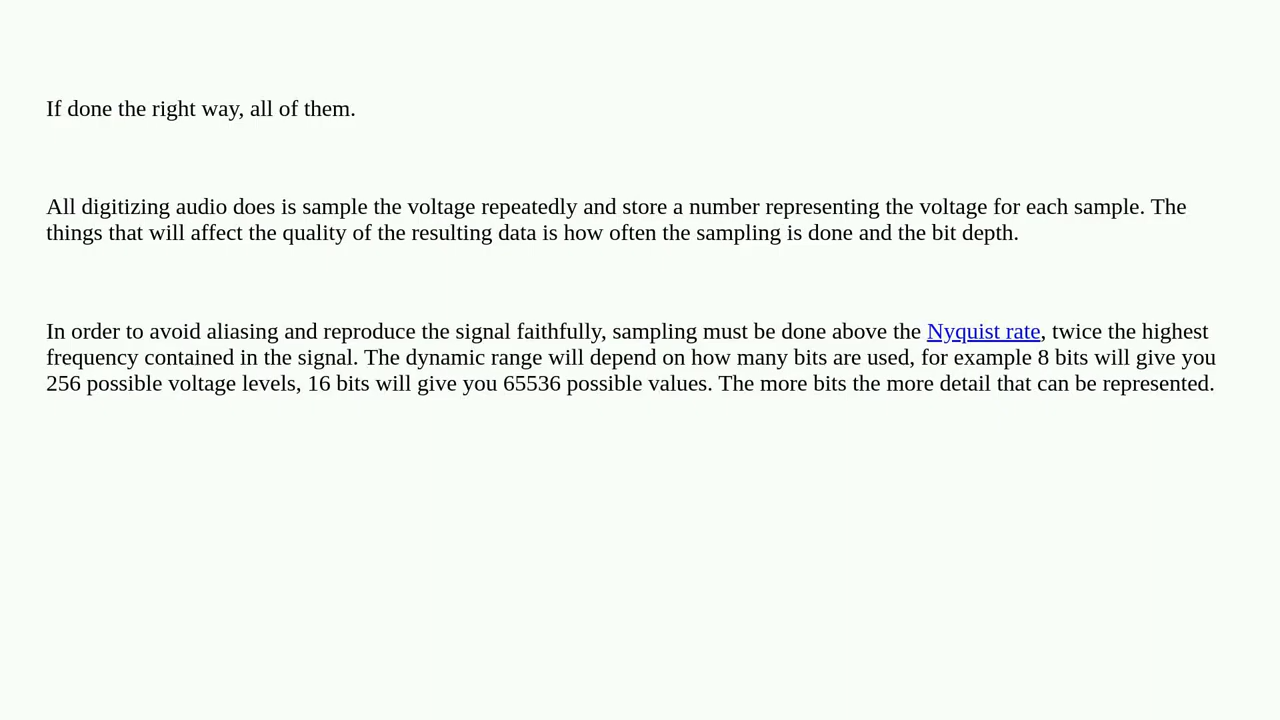 If done the right way, all of them.
All digitizing audio does is sample the voltage repeatedly and store a number representing the voltage for each sample. The
things that will affect the quality of the resulting data is how often the sampling is done and the bit depth.
In order to avoid aliasing and reproduce the signal faithfully, sampling must be done above the Nyquist rate, twice the highest
frequency contained in the signal. The dynamic range will depend on how many bits are used, for example 8 bits will give you
256 possible voltage levels, 16 bits will give you 65536 possible values. The more bits the more detail that can be represented.